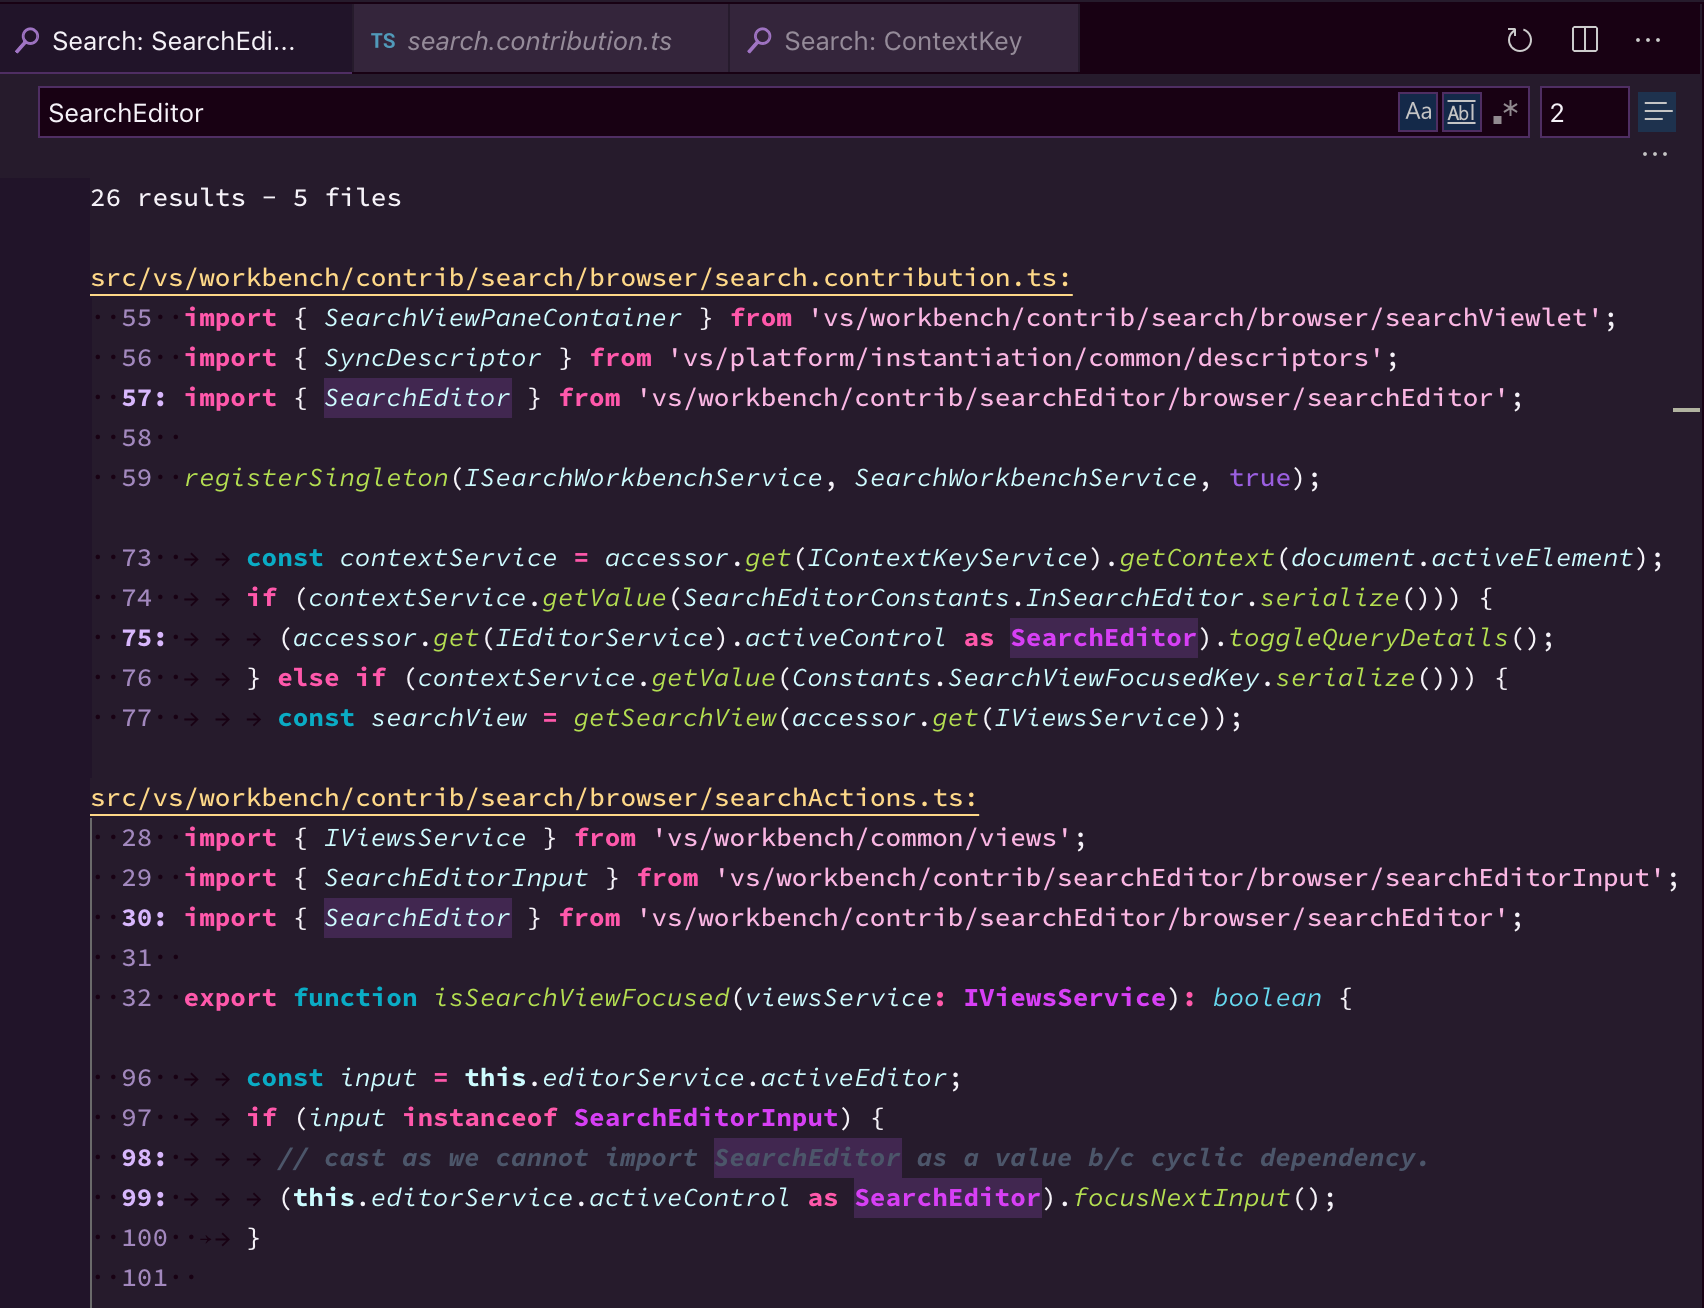 Search: SearchEdi... TS search.contribution.ts Search: ContextKey
SearchEditor Aa Abl .* 2
26 results - 5 files
src/vs/workbench/contrib/search/browser/search.contribution.ts:
55 import { SearchViewPaneContainer } from 'vs/workbench/contrib/search/browser/searchViewlet';
56 import { SyncDescriptor } from 'vs/platform/instantiation/common/descriptors';
57: import { SearchEditor } from 'vs/workbench/contrib/searchEditor/browser/searchEditor';
58
59 registerSingleton(ISearchWorkbenchService, SearchWorkbenchService, true);
73 const contextService = accessor.get(IContextKeyService).getContext(document.activeElement);
74 if (contextService.getValue(SearchEditorConstants.InSearchEditor.serialize())) {
75: (accessor.get(IEditorService).activeControl as SearchEditor).toggleQueryDetails();
76 } else if (contextService.getValue(Constants.SearchViewFocusedKey.serialize())) {
77 const searchView = getSearchView(accessor.get(IViewsService));
src/vs/workbench/contrib/search/browser/searchActions.ts:
28 import { IViewsService } from 'vs/workbench/common/views';
29 import { SearchEditorInput } from 'vs/workbench/contrib/searchEditor/browser/searchEditorInput';
30: import { SearchEditor } from 'vs/workbench/contrib/searchEditor/browser/searchEditor';
31
32 export function isSearchViewFocused(viewsService: IViewsService): boolean {
96 const input = this.editorService.activeEditor;
97 if (input instanceof SearchEditorInput) {
98: // cast as we cannot import SearchEditor as a value b/c cyclic dependency.
99: (this.editorService.activeControl as SearchEditor).focusNextInput();
100 }
101